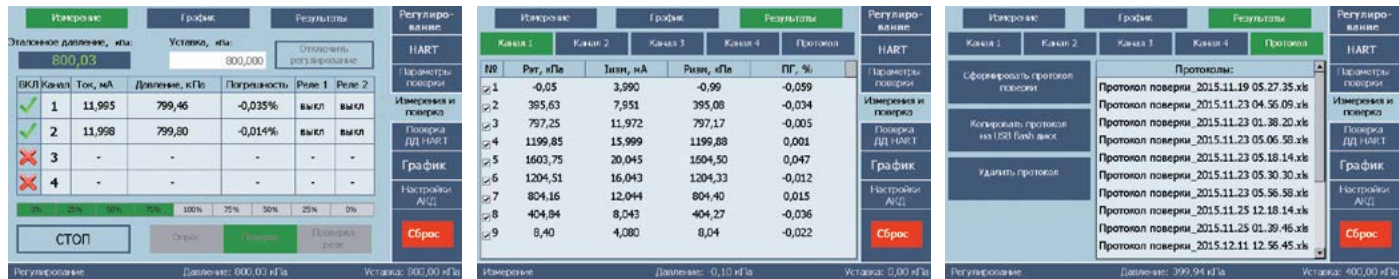 Измерение График Результаты Регулиро-
вание
Эталонное давление, кПа: Уставка, кПа:
800,03 800,000 Отключить
регулирование
HART
Параметры
поверки
ВКЛ Канал Ток, мА Давление, кПа Погрешность Реле 1 Реле 2
1 11,995 799,46 -0,035% выкл выкл
2 11,998 799,80 -0,014% выкл выкл
3 - - - - -
4 - - - - -
Измерения и
поверка
Поверка
ДД HART
График
Настройки
АКД
0% 25% 50% 75% 100% 75% 50% 25% 0%
СТОП Опрос Поверка Проверка
реле
Сброс
Регулирование Давление: 800,03 кПа Уставка: 800,00 кПа
Измерение График Результаты Регулиро-
вание
Канал 1 Канал 2 Канал 3 Канал 4 Протокол HART
№ Рэт, кПа Iизм, мА Ризм, кПа ПГ, %
1 -0,05 3,990 -0,99 -0,059
2 395,63 7,951 395,08 -0,034
3 797,25 11,972 797,17 -0,005
4 1199,85 15,999 1199,88 0,001
5 1603,75 20,045 1604,50 0,047
6 1204,51 16,043 1204,33 -0,012
7 804,16 12,044 804,40 0,015
8 404,84 8,043 404,27 -0,036
9 8,40 4,080 8,04 -0,022
Параметры
поверки
Измерения и
поверка
Поверка
ДД HART
График
Настройки
АКД
Сброс
Измерение Давление: -0,10 кПа Уставка: 0,00 кПа
Измерение График Результаты Регулиро-
вание
Канал 1 Канал 2 Канал 3 Канал 4 Протокол HART
Сформировать протокол
поверки
Копировать протокол
на USB flash диск
Удалить протокол
Протоколы:
Протокол поверки_2015.11.19 05.27.35.xls
Протокол поверки_2015.11.23 04.56.09.xls
Протокол поверки_2015.11.23 01.38.20.xls
Протокол поверки_2015.11.23 05.06.58.xls
Протокол поверки_2015.11.23 05.18.14.xls
Протокол поверки_2015.11.23 05.30.30.xls
Протокол поверки_2015.11.23 05.56.58.xls
Протокол поверки_2015.11.25 12.18.14.xls
Протокол поверки_2015.11.25 01.39.46.xls
Протокол поверки_2015.12.11 12.56.45.xls
Параметры
поверки
Измерения и
поверка
Поверка
ДД HART
График
Настройки
АКД
Сброс
Регулирование Давление: 399,94 кПа Уставка: 400,00 кПа